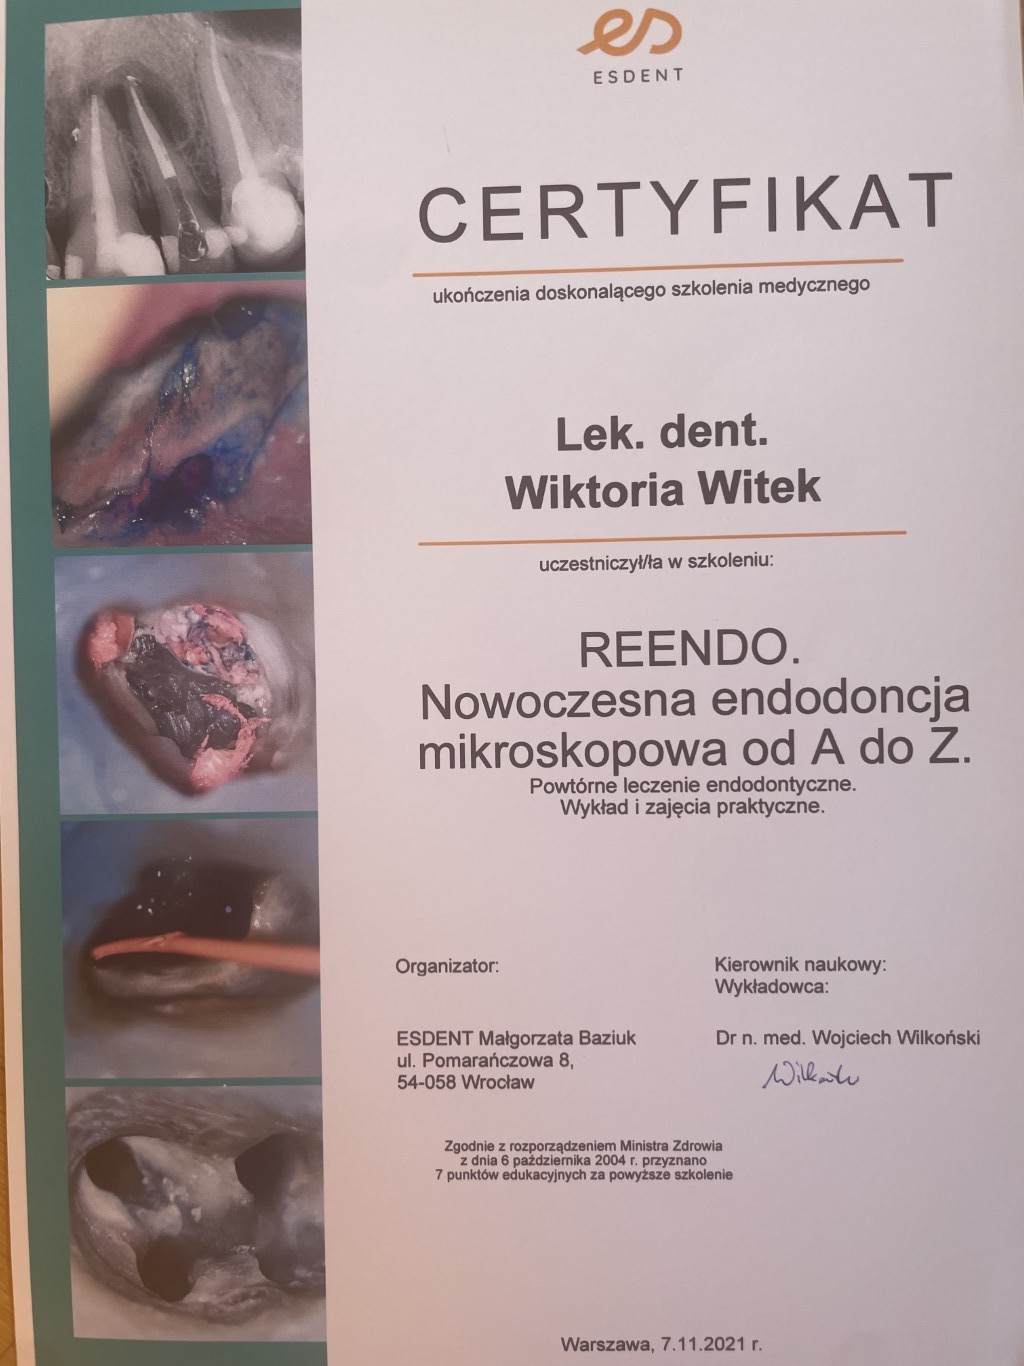 ESDENT
CERTYFIKAT
ukończenia doskonalącego szkolenia medycznego
Lek. dent.
Wiktoria Witek
uczestniczył/ła w szkoleniu:
REENDO.
Nowoczesna endodoncja
mikroskopowa od A do Z.
Powtórne leczenie endodontyczne.
Wykład i zajęcia praktyczne.
Organizator:
ESDENT Małgorzata Baziuk
ul. Pomarańczowa 8,
54-058 Wrocław
Kierownik naukowy:
Wykładowca:
Dr n. med. Wojciech Wilkoński
Zgodnie z rozporządzeniem Ministra Zdrowia
z dnia 6 października 2004 r. przyznano
7 punktów edukacyjnych za powyższe szkolenie
Warszawa, 7.11.2021 r.